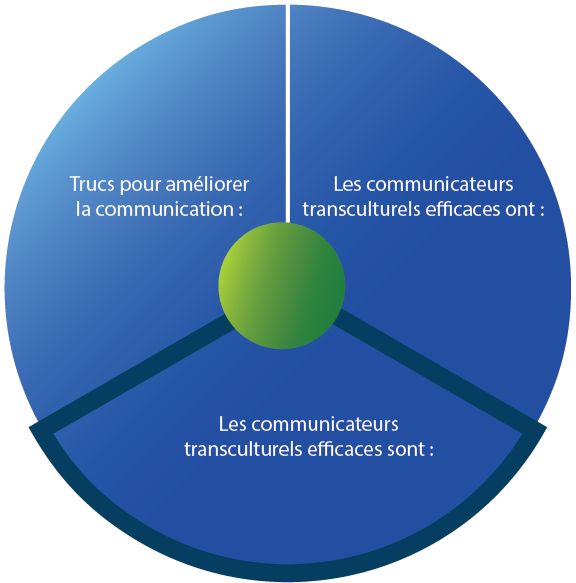 Trucs pour améliorer
la communication :
Les communicateurs
transculturels efficaces ont :
Les communicateurs
transculturels efficaces sont :